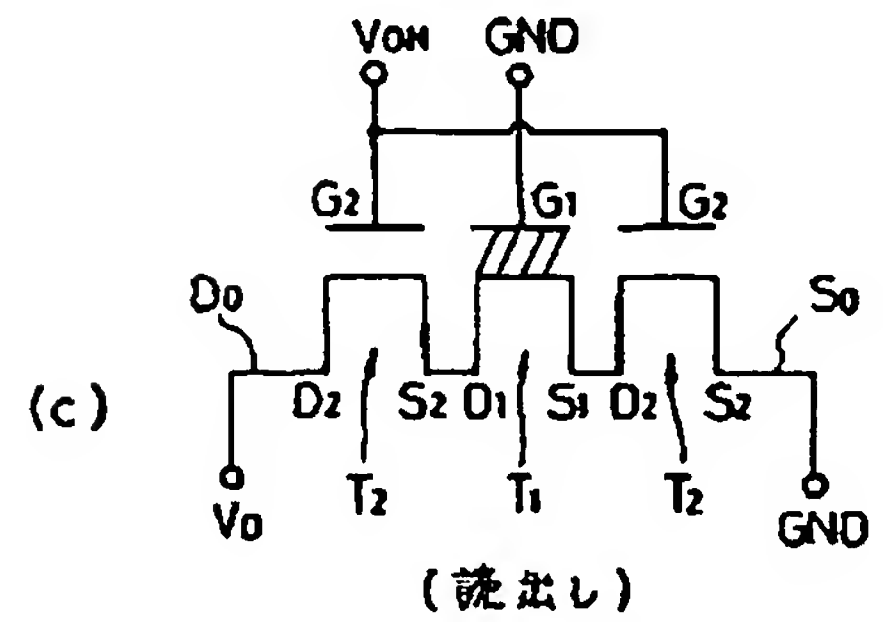 VON GND
G2 G1 G2
D0 S0
(c) D2 S2 D1 S1 D2 S2
T2 T1 T2
VD GND
(読出し)